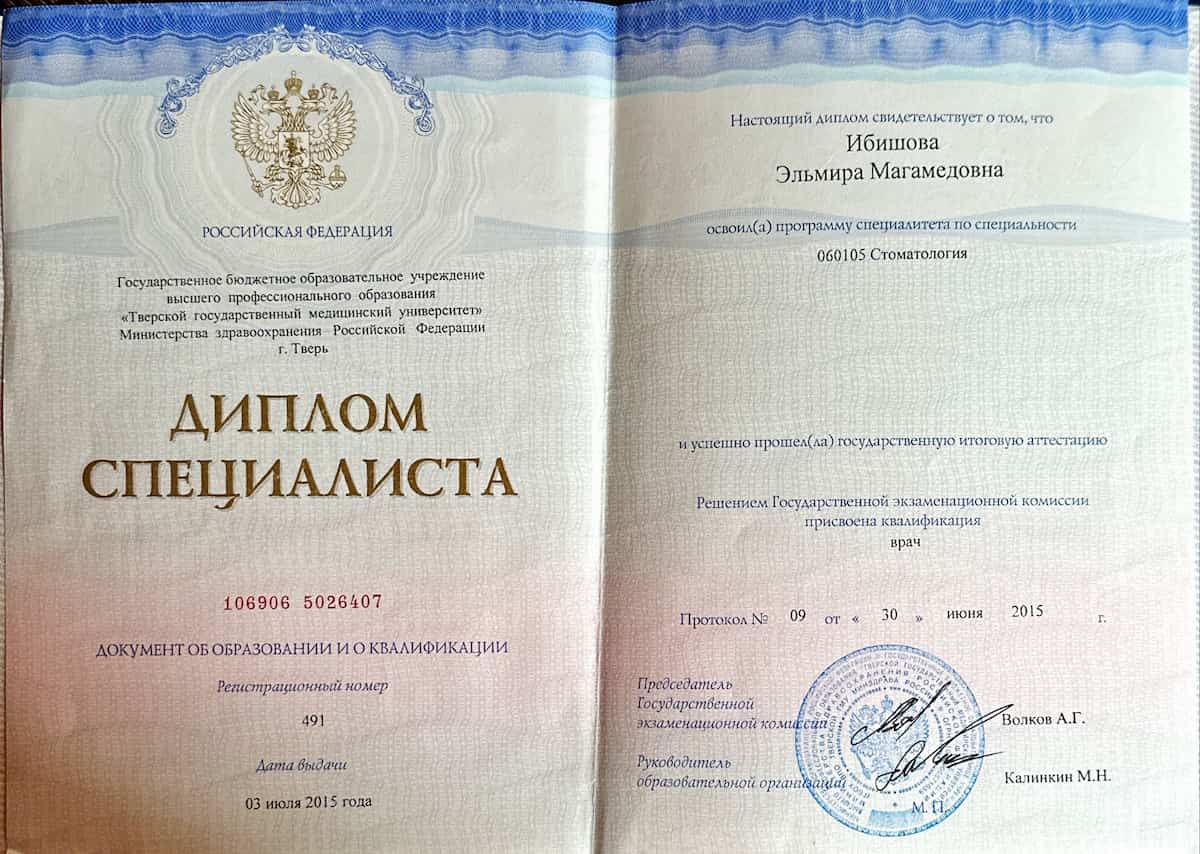 РОССИЙСКАЯ ФЕДЕРАЦИЯ
Государственное бюджетное образовательное учреждение
высшего профессионального образования
«Тверской государственный медицинский университет»
Министерства здравоохранения Российской Федерации
г. Тверь
ДИПЛОМ
СПЕЦИАЛИСТА
106906 5026407
ДОКУМЕНТ ОБ ОБРАЗОВАНИИ И О КВАЛИФИКАЦИИ
Регистрационный номер
491
Дата выдачи
03 июля 2015 года
Настоящий диплом свидетельствует о том, что
Ибишова
Эльмира Магамедовна
освоил(а) программу специалитета по специальности
060105 Стоматология
и успешно прошел(ла) государственную итоговую аттестацию
Решением Государственной экзаменационной комиссии
присвоена квалификация
врач
Протокол № 09 от « 30 » июня 2015 г.
Председатель
Государственной
экзаменационной комиссии
Волков А.Г.
Руководитель
образовательной организации
Калинкин М.Н.
М.П.